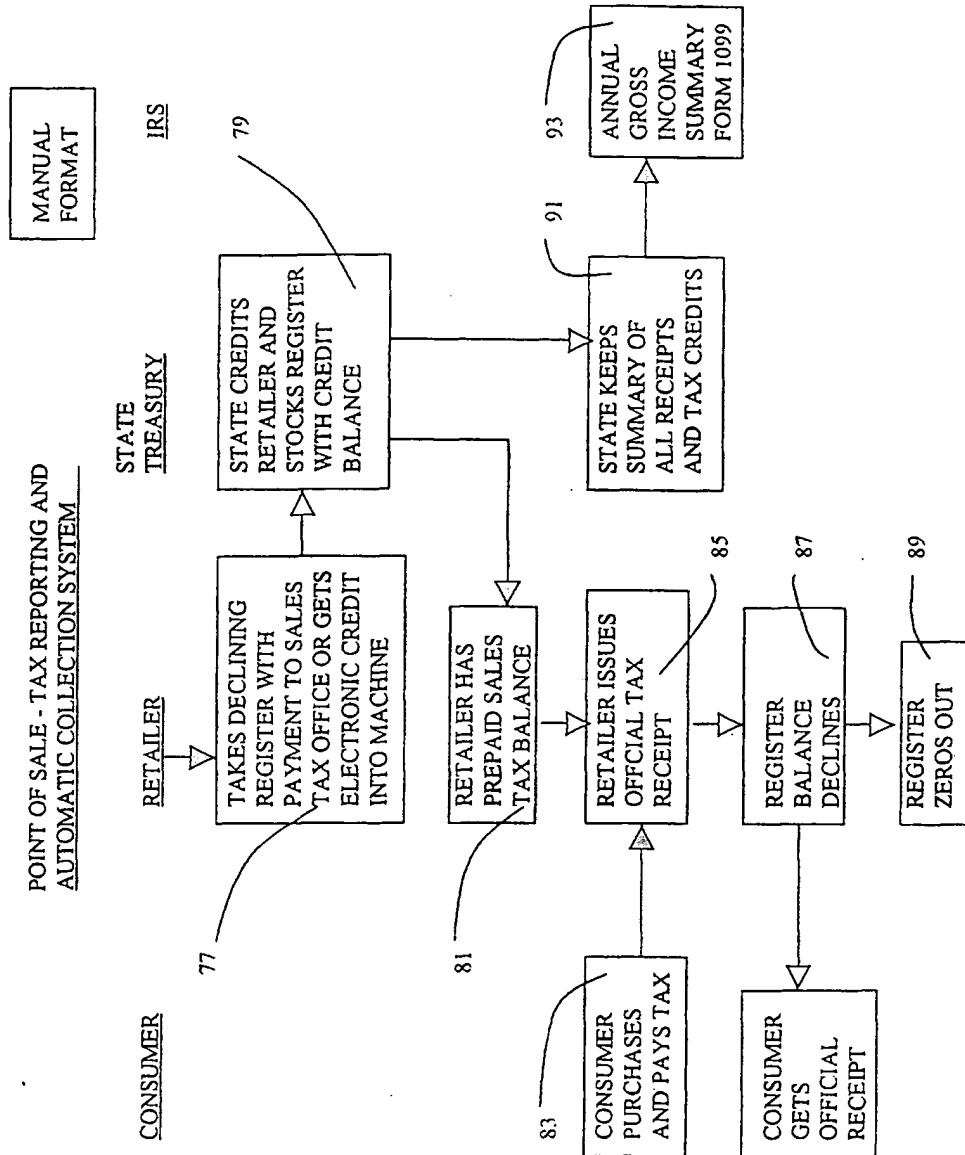 MANUAL
FORMAT
POINT OF SALE - TAX REPORTING AND
AUTOMATIC COLLECTION SYSTEM
CONSUMER
RETAILER
STATE
TREASURY
IRS
TAKES DECLINING
REGISTER WITH
PAYMENT TO SALES
TAX OFFICE OR GETS
ELECTRONIC CREDIT
INTO MACHINE
77
STATE CREDITS
RETAILER AND
STOCKS REGISTER
WITH CREDIT
BALANCE
79
RETAILER HAS
PREPAID SALES
TAX BALANCE
81
CONSUMER
PURCHASES
AND PAYS TAX
83
RETAILER ISSUES
OFFCIAL TAX
RECEIPT
85
STATE KEEPS
SUMMARY OF
ALL RECEIPTS
AND TAX CREDITS
91
ANNUAL
GROSS
INCOME
SUMMARY
FORM 1099
93
CONSUMER
GETS
OFFICIAL
RECEIPT
REGISTER
BALANCE
DECLINES
87
REGISTER
ZEROS OUT
89